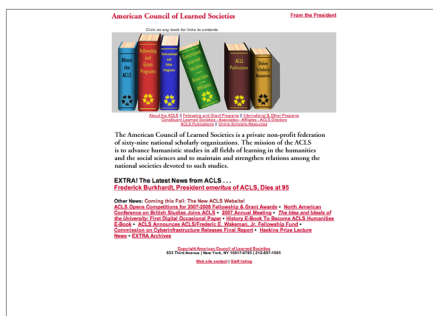 American Council of Learned Societies
From the President
Click on any book for links to contents
About the ACLS
Fellowship and Grant Programs
International and Other Programs
ACLS Publications
Online Scholarly Resources
About the ACLS || Fellowship and Grant Programs || International & Other Programs
Constituent Learned Societies - Associates - Affiliates - ACLS Directors
ACLS Publications || Online Scholarly Resources
The American Council of Learned Societies is a private non-profit federation
of sixty-nine national scholarly organizations. The mission of the ACLS
is to advance humanistic studies in all fields of learning in the humanities
and the social sciences and to maintain and strengthen relations among the
national societies devoted to such studies.
EXTRA! The Latest News from ACLS . . .
Frederick Burkhardt, President emeritus of ACLS, Dies at 95
Other News: Coming this Fall: The New ACLS Website!
ACLS Opens Competitions for 2007-2008 Fellowship & Grant Awards • North American
Conference on British Studies Joins ACLS • 2007 Annual Meeting • The Idea and Ideals of
the University: First Digital Occasional Paper • History E-Book To Become ACLS Humanities
E-Book • ACLS Announces ACLS/Frederic E. Wakeman, Jr. Fellowship Fund •
Commission on Cyberinfrastructure Releases Final Report • Haskins Prize Lecture
News • EXTRA Archives
Copyright American Council of Learned Societies
633 Third Avenue | New York, NY 10017-6795 | 212-697-1505
Web site contact | Staff listing